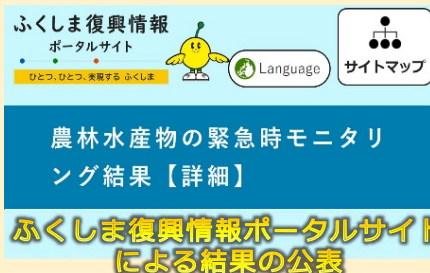 ふくしま復興情報
ポータルサイト
ひとつ、ひとつ、実現する ふくしま
Language
サイトマップ
農林水産物の緊急時モニタリ
ング結果【詳細】
ふくしま復興情報ポータルサイト
による結果の公表